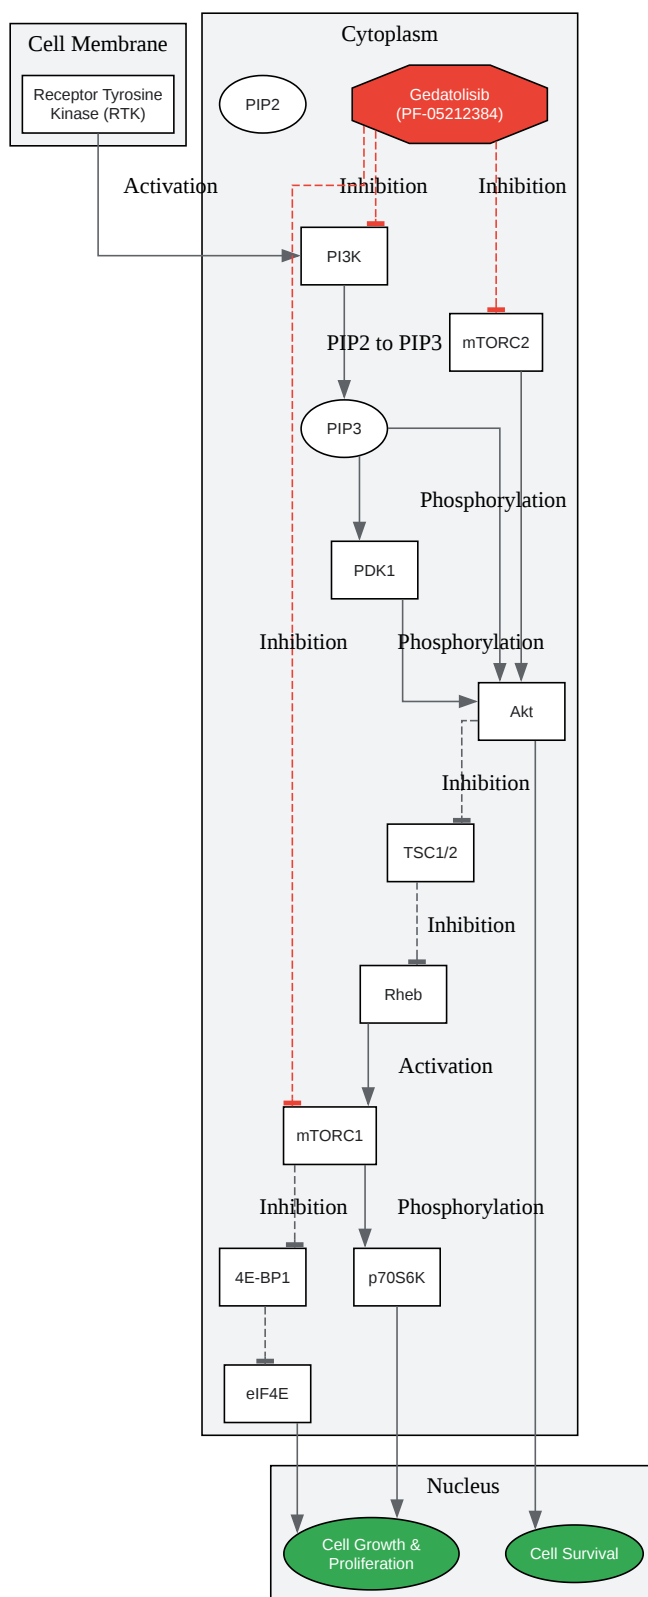 Cell Membrane
Cytoplasm
Receptor Tyrosine
Kinase (RTK)
PIP2
Gedatolisib
(PF-05212384)
Activation
Inhibition
Inhibition
PI3K
PIP2 to PIP3
mTORC2
PIP3
Phosphorylation
PDK1
Inhibition
Phosphorylation
Akt
Inhibition
TSC1/2
Inhibition
Rheb
Activation
mTORC1
Inhibition
Phosphorylation
4E-BP1
p70S6K
eIF4E
Nucleus
Cell Growth &
Proliferation
Cell Survival